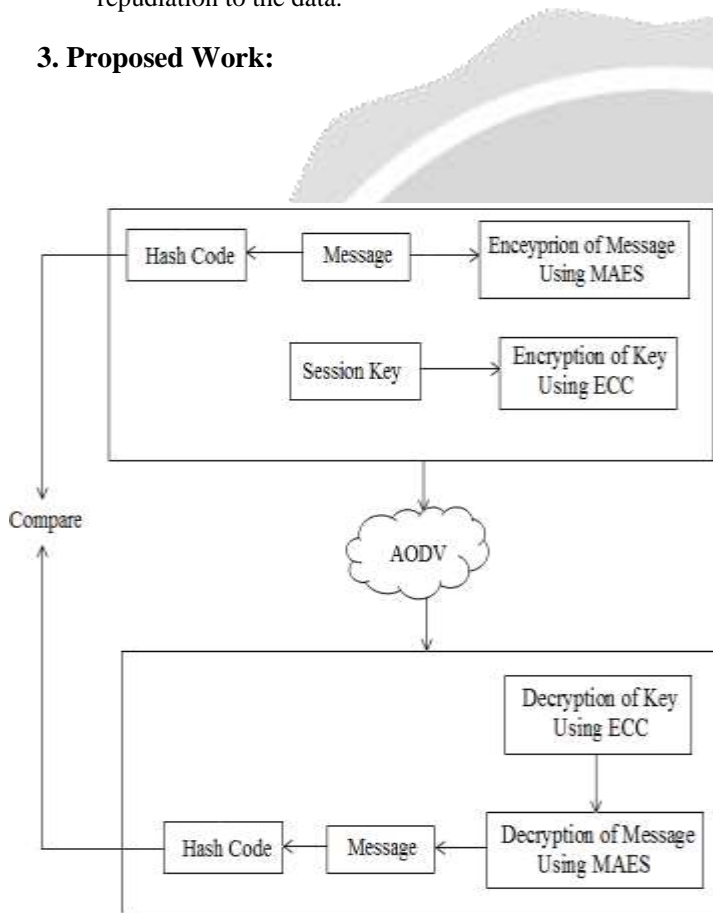 repudiation to the data.
3. Proposed Work:
Hash Code
Message
Enceyprion of Message
Using MAES
Session Key
Encryption of Key
Using ECC
Compare
AODV
Decryption of Key
Using ECC
Hash Code
Message
Decryption of Message
Using MAES